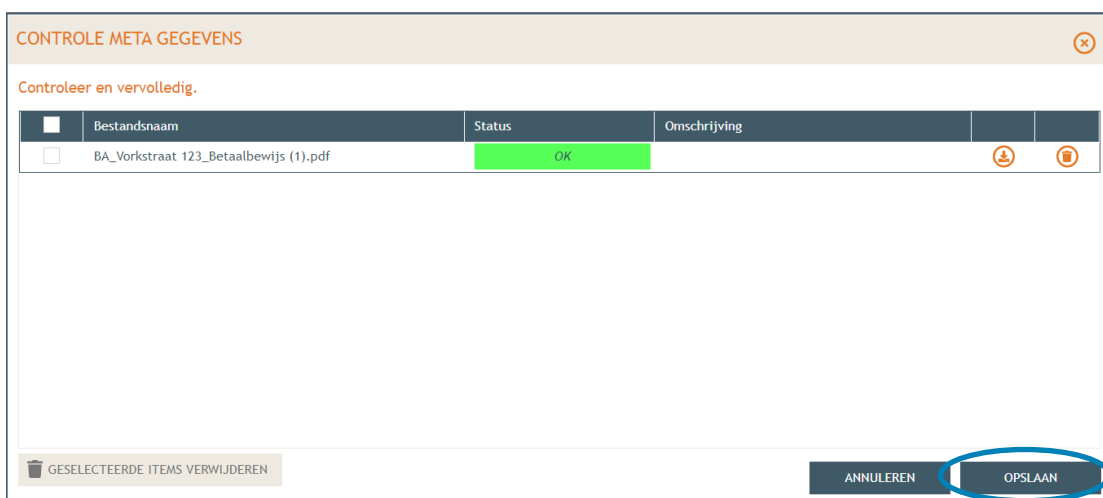 CONTROLE META GEGEVENS
Controleer en vervolledig.
Bestandsnaam Status Omschrijving
BA_Vorkstraat 123_Betaalbewijs (1).pdf OK
GESELECTEERDE ITEMS VERWIJDEREN
ANNULEREN OPSLAAN